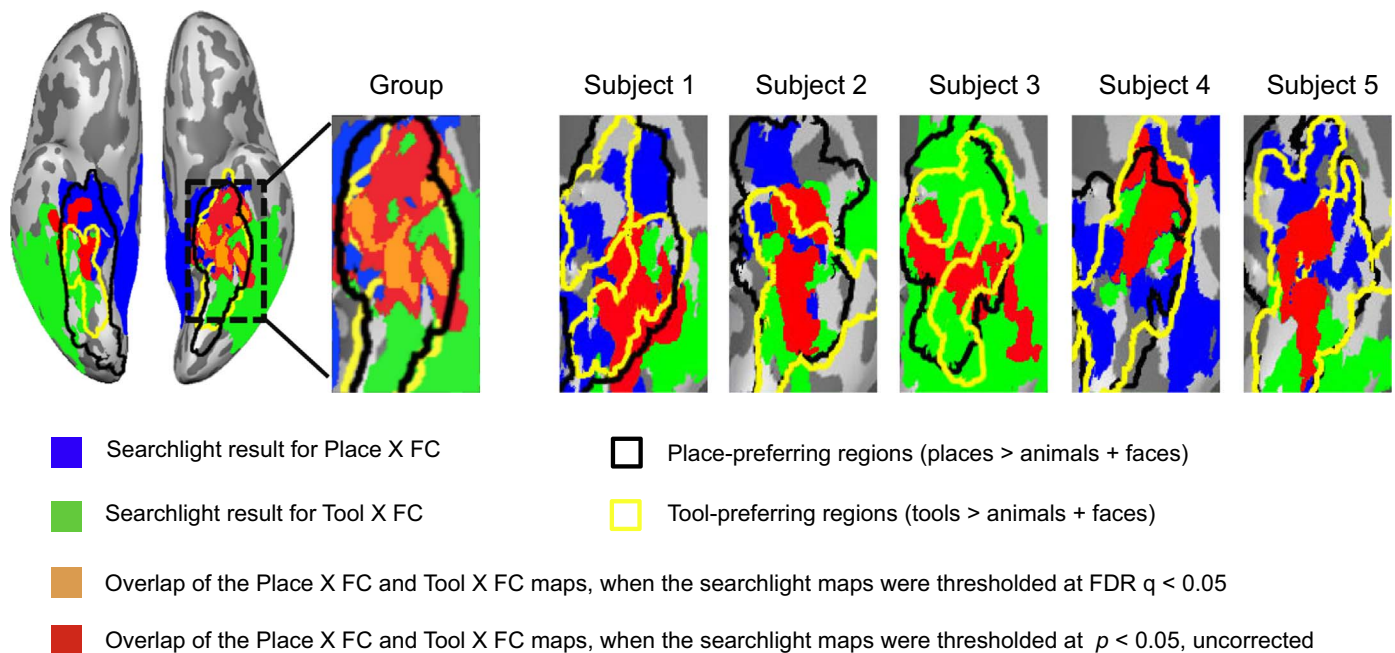 Group
Subject 1
Subject 2
Subject 3
Subject 4
Subject 5
Searchlight result for Place X FC
Place-preferring regions (places > animals + faces)
Searchlight result for Tool X FC
Tool-preferring regions (tools > animals + faces)
Overlap of the Place X FC and Tool X FC maps, when the searchlight maps were thresholded at FDR q < 0.05
Overlap of the Place X FC and Tool X FC maps, when the searchlight maps were thresholded at p < 0.05, uncorrected